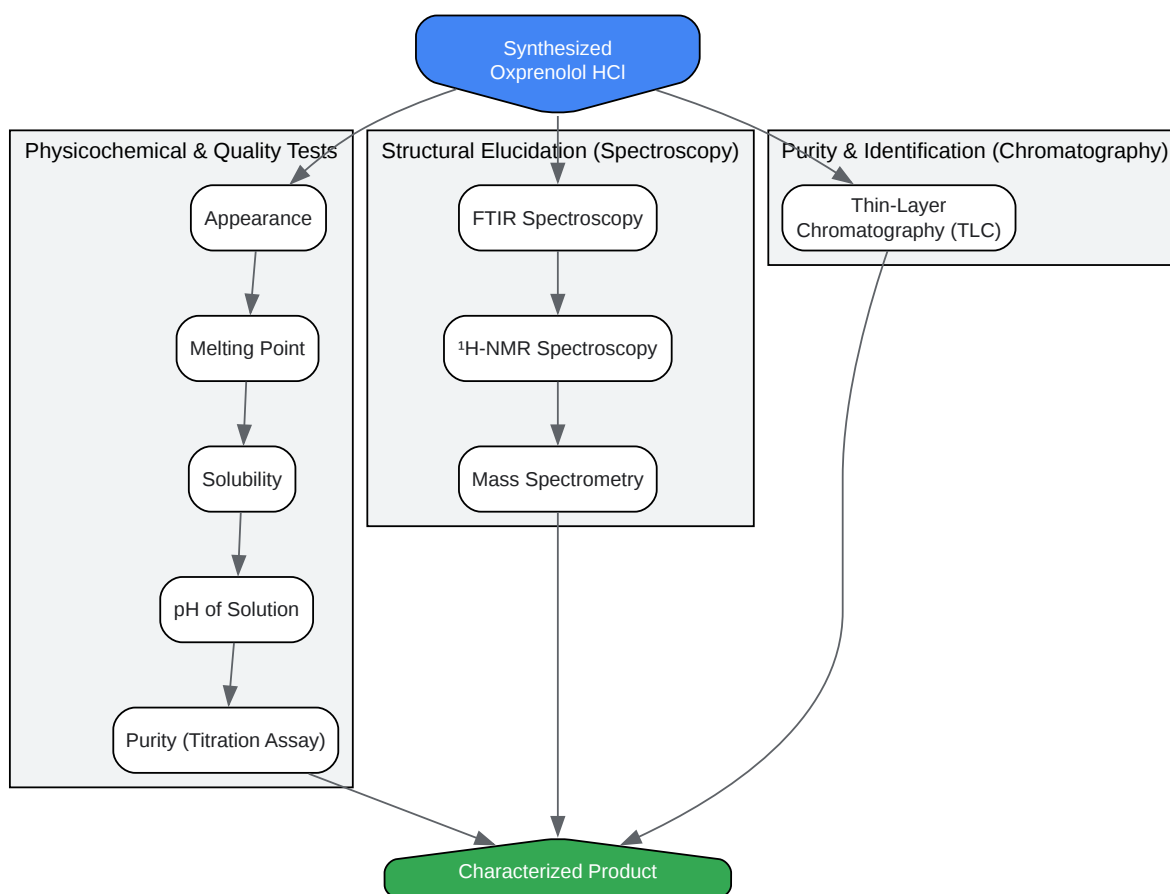 Synthesized
Oxprenolol HCl
Physicochemical & Quality Tests
Structural Elucidation (Spectroscopy)
Purity & Identification (Chromatography)
Appearance
FTIR Spectroscopy
Thin-Layer
Chromatography (TLC)
Melting Point
¹H-NMR Spectroscopy
Solubility
Mass Spectrometry
pH of Solution
Purity (Titration Assay)
Characterized Product